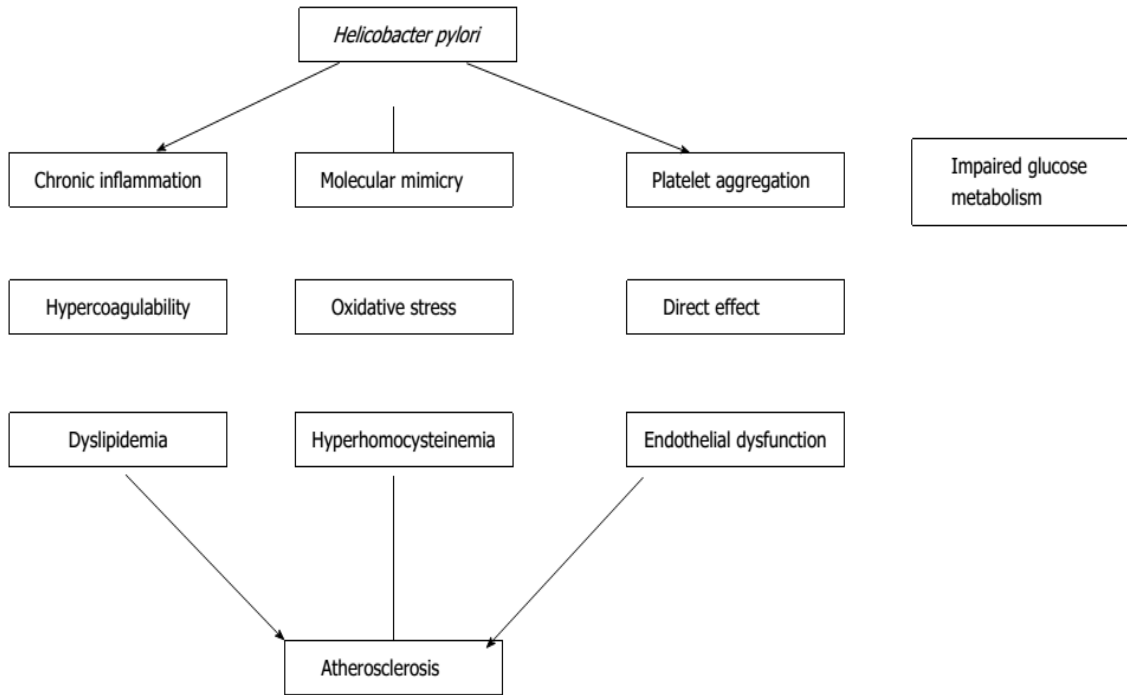 Helicobacter pylori
Chronic inflammation
Molecular mimicry
Platelet aggregation
Impaired glucose
metabolism
Hypercoagulability
Oxidative stress
Direct effect
Dyslipidemia
Hyperhomocysteinemia
Endothelial dysfunction
Atherosclerosis